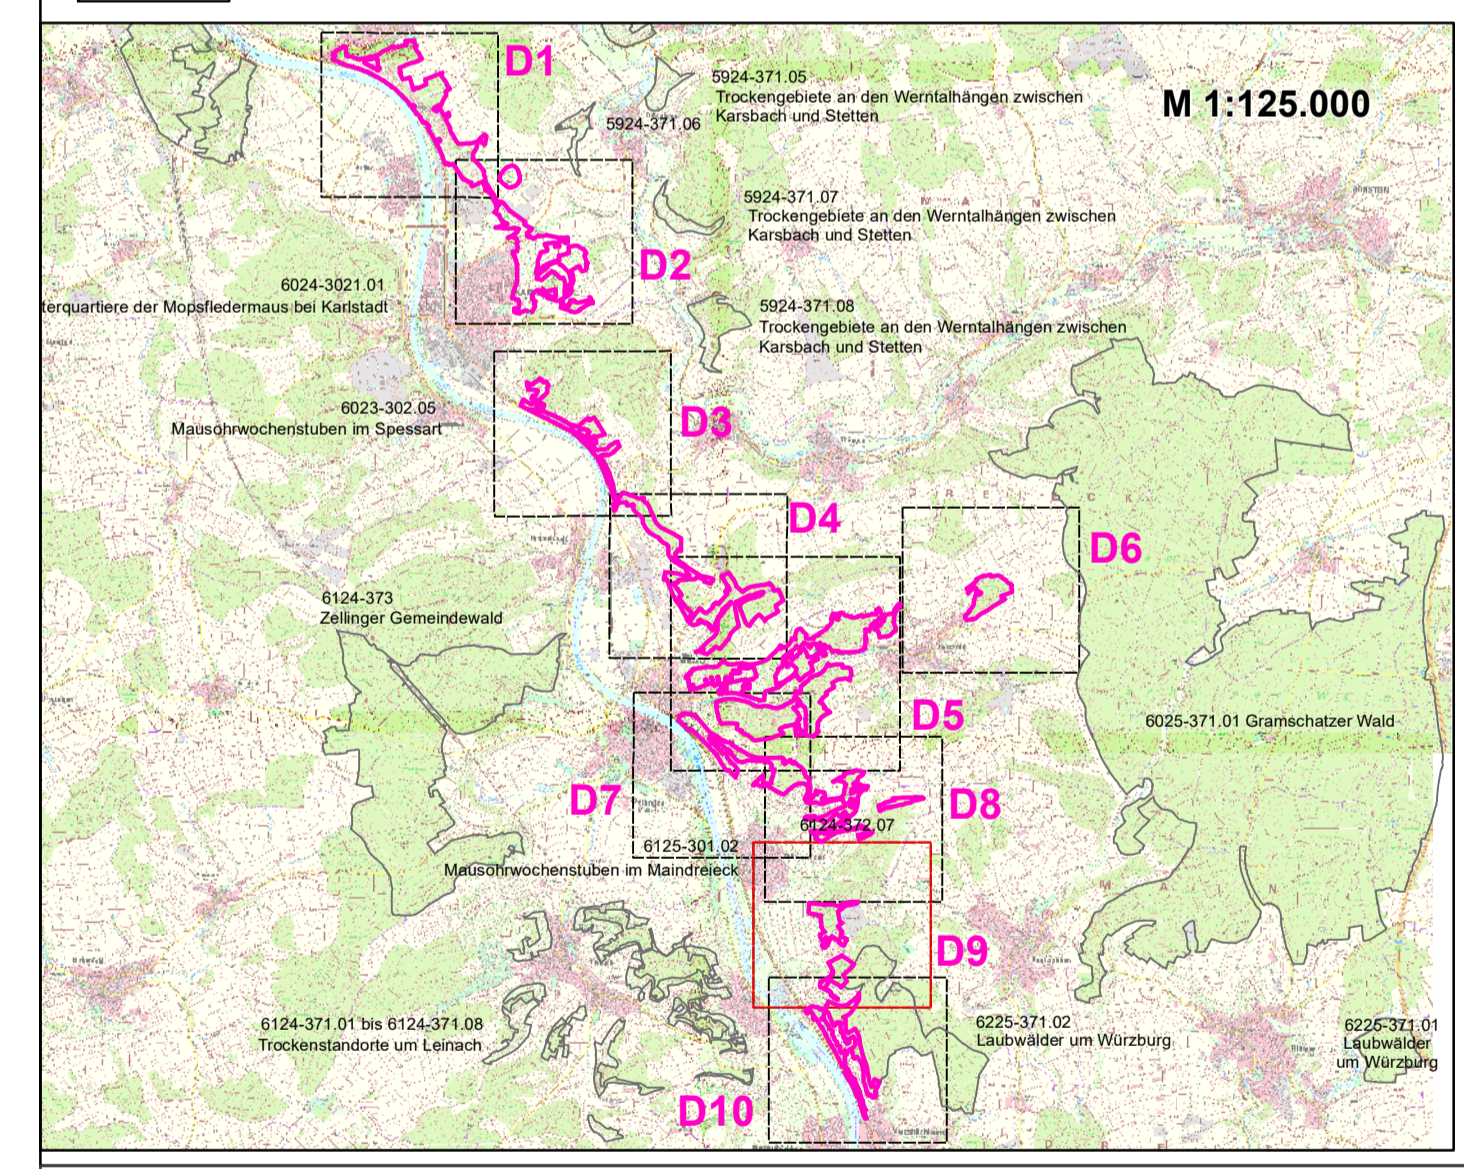 D1
5924-371.05
Trockengebiete an den Werntalhängen zwischen
Karsbach und Stetten
M 1:125.000
5924-371.06
5924-371.07
Trockengebiete an den Werntalhängen zwischen
Karsbach und Stetten
D2
6024-3021.01
terquartiere der Mopsfledermaus bei Karlstadt
5924-371.08
Trockengebiete an den Werntalhängen zwischen
Karsbach und Stetten
6023-302.05
Mausohrwochenstuben im Spessart
D3
D4
D6
6124-373
Zellinger Gemeindewald
D5
6025-371.01 Gramschatzer Wald
D7
D8
6124-372.07
6125-301.02
Mausohrwochenstuben im Maindreieck
D9
6124-371.01 bis 6124-371.08
Trockenstandorte um Leinach
6225-371.02
Laubwälder um Würzburg
6225-371.01
Laubwälder
um Würzburg
D10